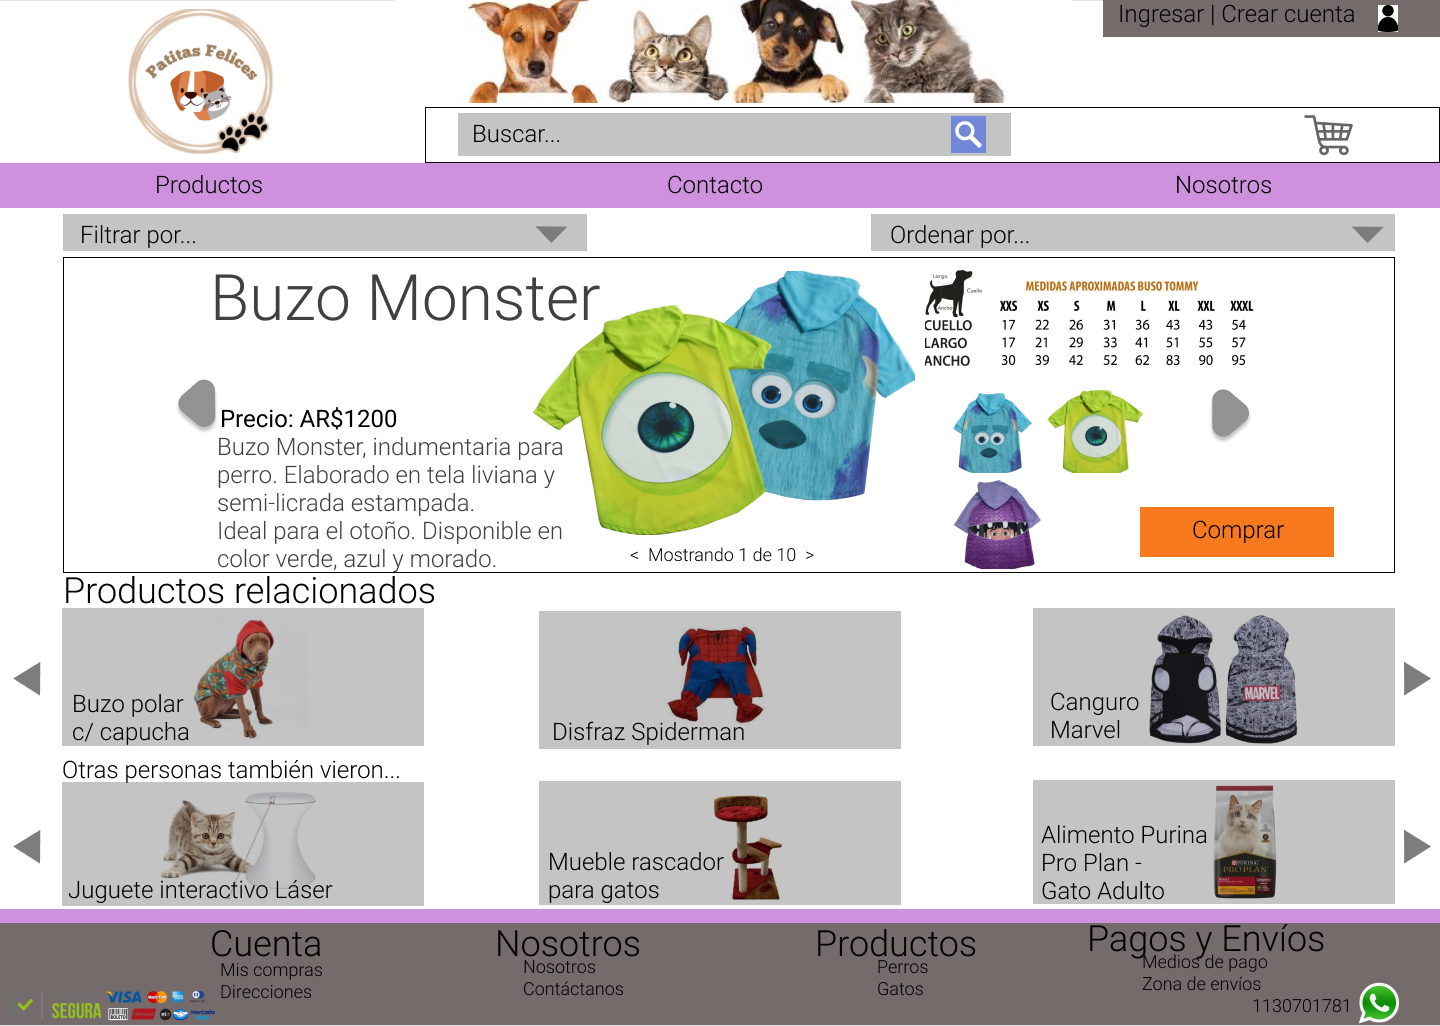 Ingresar | Crear cuenta
Patitas Felices
Buscar...
Productos
Contacto
Nosotros
Filtrar por...
Ordenar por...
Buzo Monster
Precio: AR$1200
Buzo Monster, indumentaria para
perro. Elaborado en tela liviana y
semi-licrada estampada.
Ideal para el otoño. Disponible en
color verde, azul y morado.
< Mostrando 1 de 10 >
Largo
Cuello
Ancho
MEDIDAS APROXIMADAS BUSO TOMMY
XXS XS S M L XL XXL XXXL
CUELLO 17 22 26 31 36 43 43 54
LARGO 17 21 29 33 41 51 55 57
ANCHO 30 39 42 52 62 83 90 95
Comprar
Productos relacionados
Buzo polar
c/ capucha
Disfraz Spiderman
Canguro
Marvel
MARVEL
Otras personas también vieron...
Juguete interactivo Láser
Mueble rascador
para gatos
Alimento Purina
Pro Plan -
Gato Adulto
PURINA
PRO PLAN
Cuenta
Mis compras
Direcciones
Nosotros
Nosotros
Contáctanos
Productos
Perros
Gatos
Pagos y Envíos
Medios de pago
Zona de envíos
1130701781
SEGURA
VISA
BOLETO
mercado